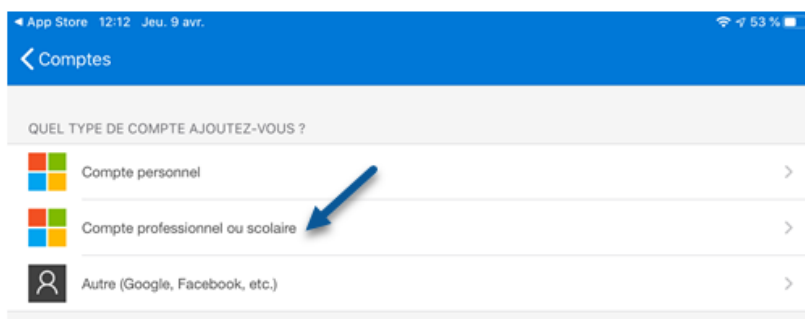 ◀ App Store 12:12 Jeu. 9 avr. 53 %
Comptes
QUEL TYPE DE COMPTE AJOUTEZ-VOUS ?
Compte personnel
Compte professionnel ou scolaire
Autre (Google, Facebook, etc.)